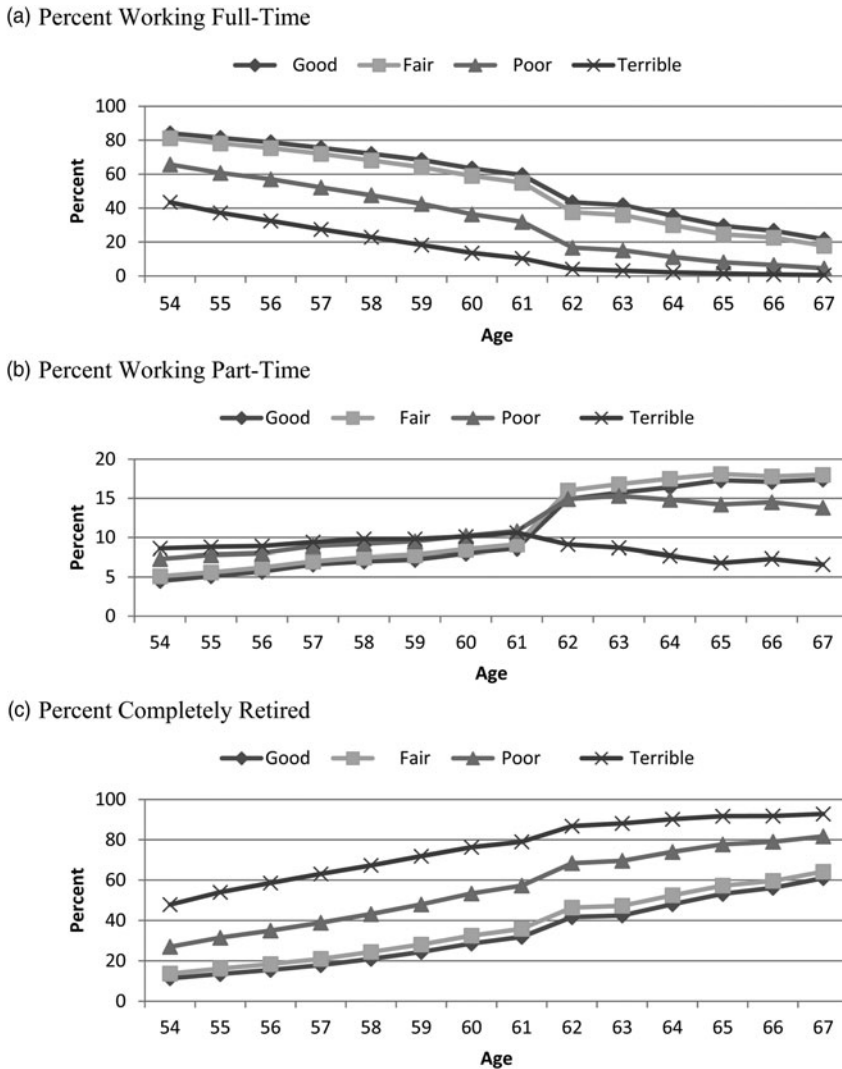 (a) Percent Working Full-Time
Good Fair Poor Terrible
100
80
60
40
20
0
Percent
54 55 56 57 58 59 60 61 62 63 64 65 66 67
Age
(b) Percent Working Part-Time
Good Fair Poor Terrible
20
15
10
5
0
Percent
54 55 56 57 58 59 60 61 62 63 64 65 66 67
Age
(c) Percent Completely Retired
Good Fair Poor Terrible
100
80
60
40
20
0
Percent
54 55 56 57 58 59 60 61 62 63 64 65 66 67
Age